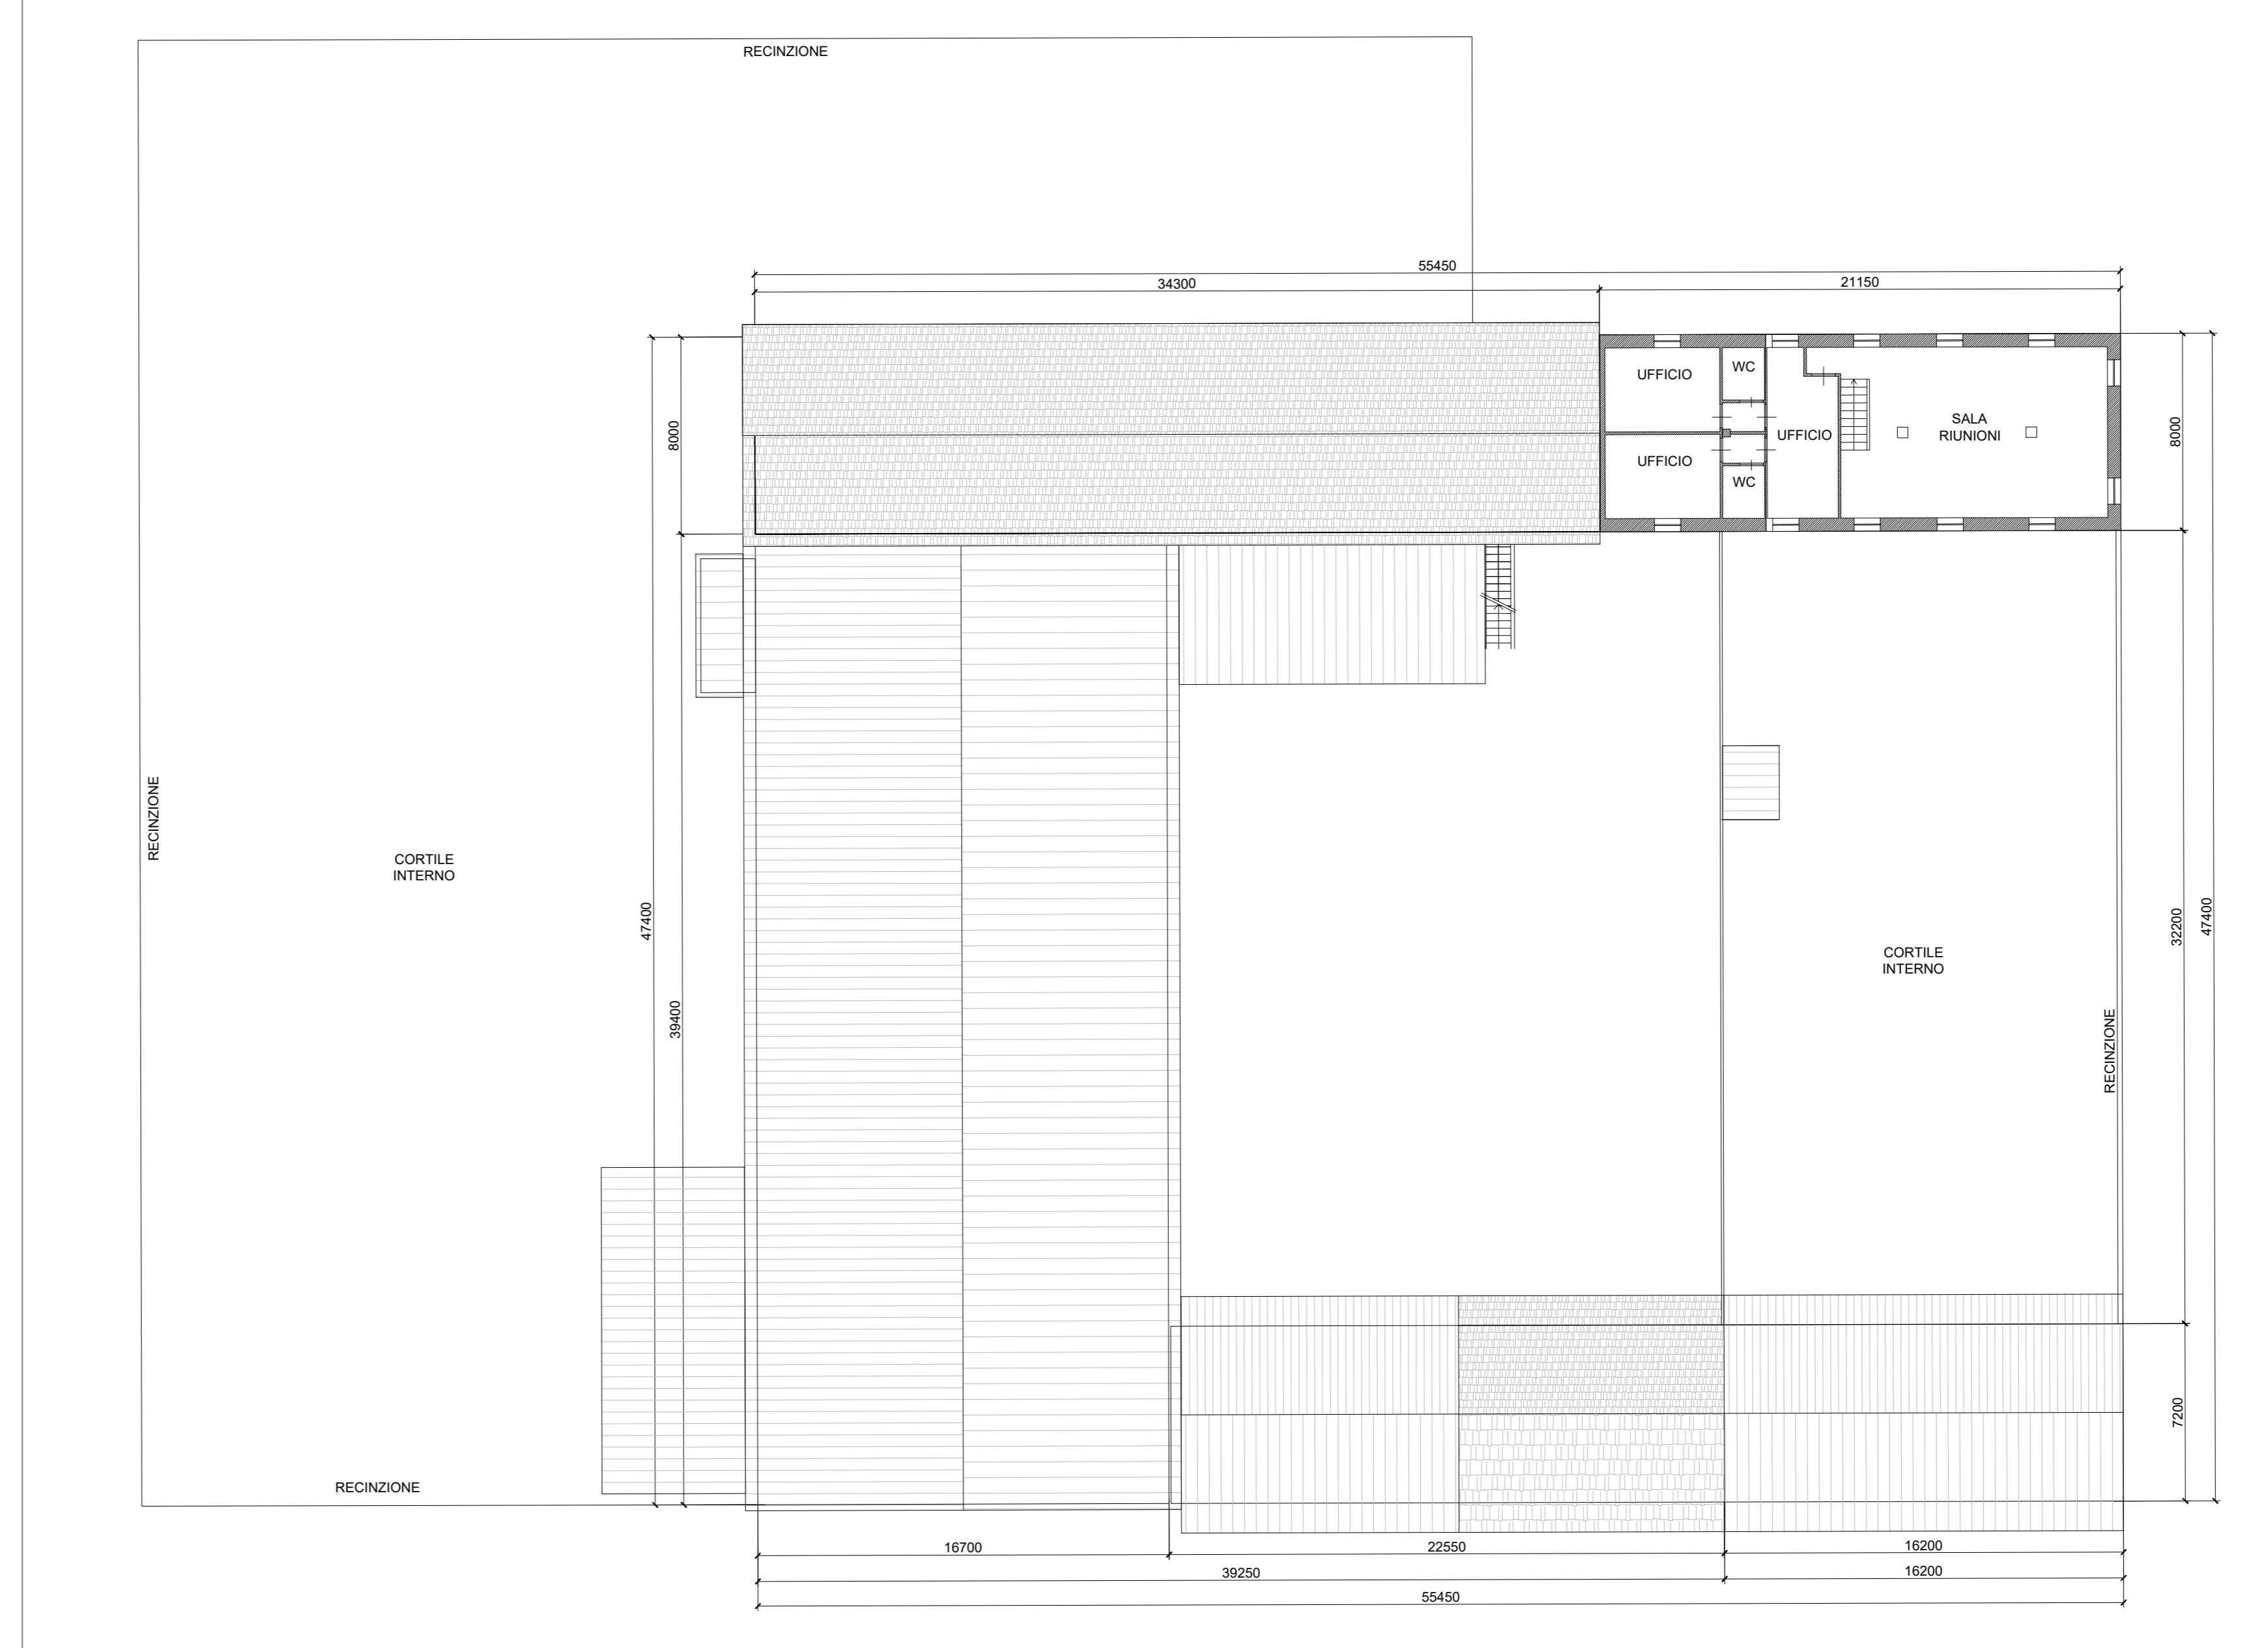 RECINZIONE
55450
34300
21150
UFFICIO
WC
SALA
RIUNIONI
UFFICIO
UFFICIO
WC
8000
8000
RECINZIONE
CORTILE
INTERNO
47400
39400
32200
47400
CORTILE
INTERNO
RECINZIONE
7200
RECINZIONE
16700
22550
16200
39250
16200
55450